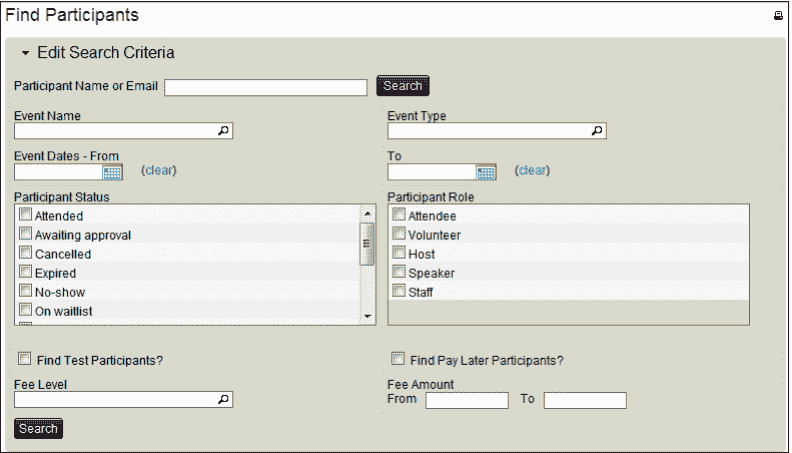 Find Participants
Edit Search Criteria
Participant Name or Email Search
Event Name Event Type
Event Dates - From To
(clear) (clear)
Participant Status Participant Role
Attended Attendee
Awaiting approval Volunteer
Cancelled Host
Expired Speaker
No-show Staff
On waitlist
Find Test Participants? Find Pay Later Participants?
Fee Level Fee Amount
From To
Search